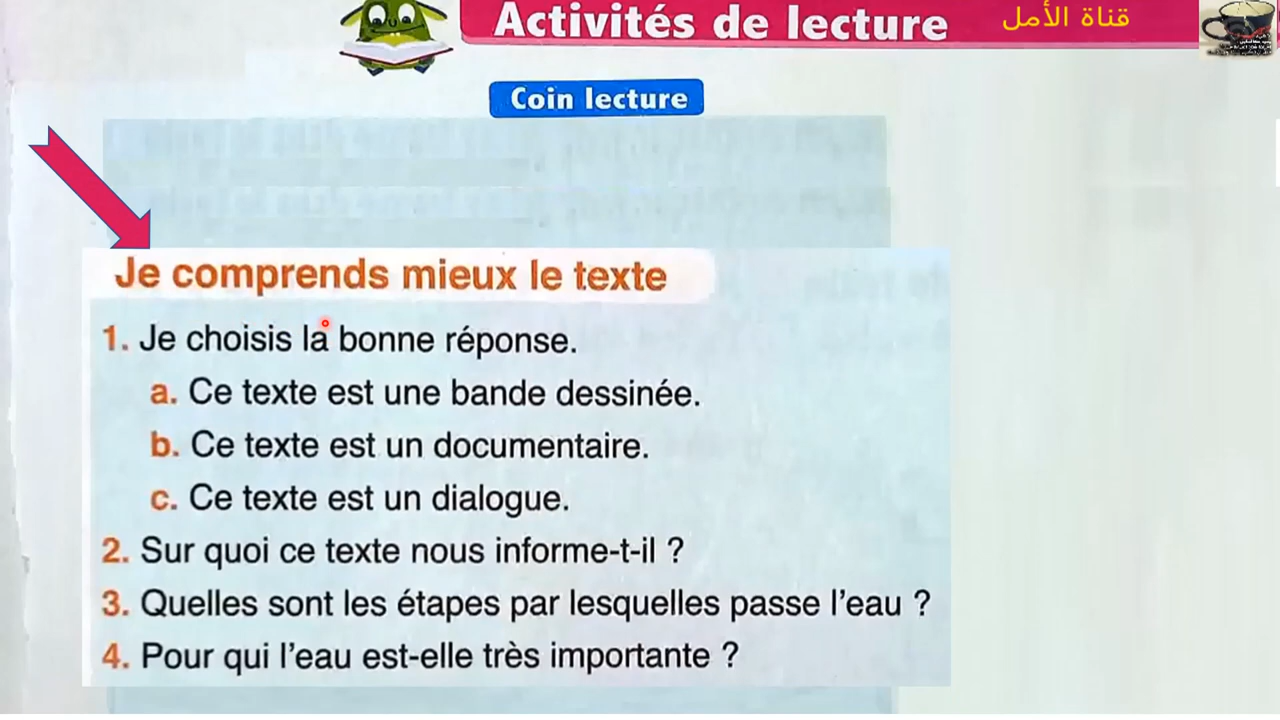 Activités de lecture
قناة الأمل
Coin lecture
Je comprends mieux le texte
1. Je choisis la bonne réponse.
a. Ce texte est une bande dessinée.
b. Ce texte est un documentaire.
c. Ce texte est un dialogue.
2. Sur quoi ce texte nous informe-t-il ?
3. Quelles sont les étapes par lesquelles passe l'eau ?
4. Pour qui l'eau est-elle très importante ?